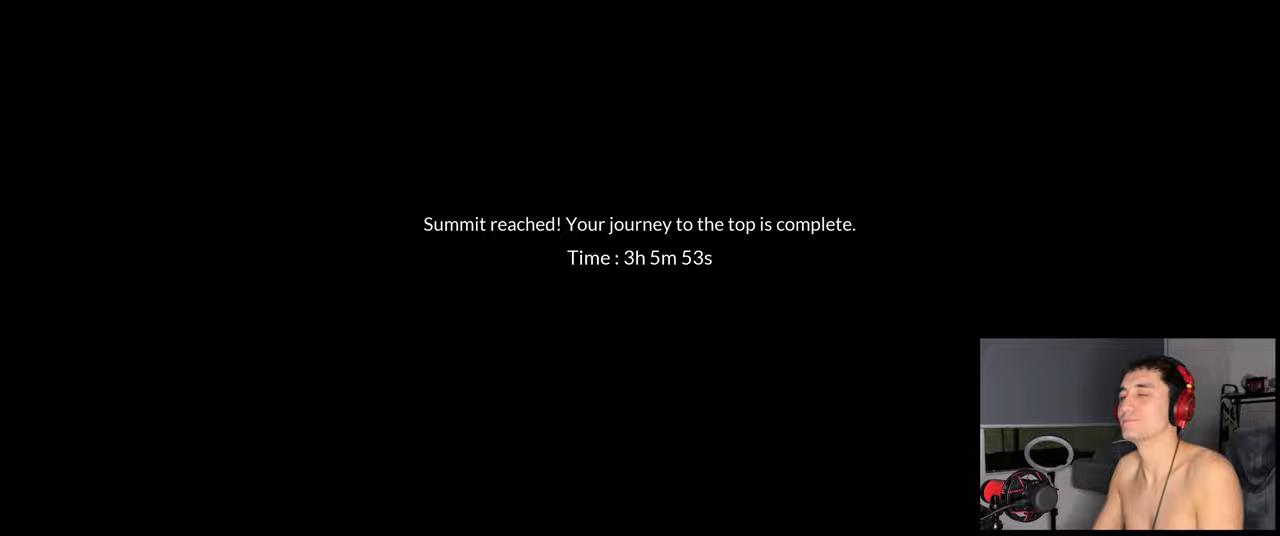 Summit reached! Your journey to the top is complete.
Time : 3h 5m 53s